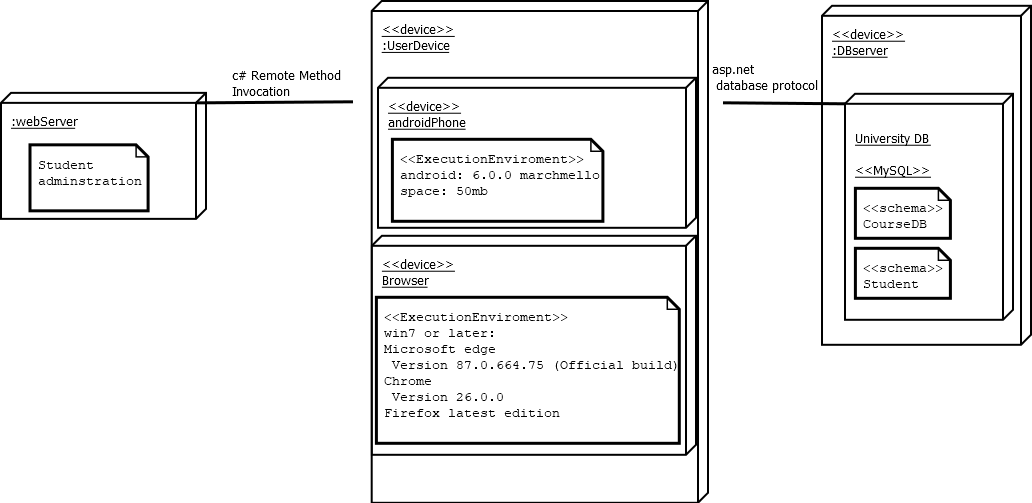 c# Remote Method
Invocation
:webServer
Student
adminstration
<<device>>
:UserDevice
<<device>>
androidPhone
<<ExecutionEnviroment>>
android: 6.0.0 marchmello
space: 50mb
<<device>>
Browser
<<ExecutionEnviroment>>
win7 or later:
Microsoft edge
Version 87.0.664.75 (Official build)
Chrome
Version 26.0.0
Firefox latest edition
asp.net
database protocol
<<device>>
:DBserver
University DB
<<MySQL>>
<<schema>>
CourseDB
<<schema>>
Student